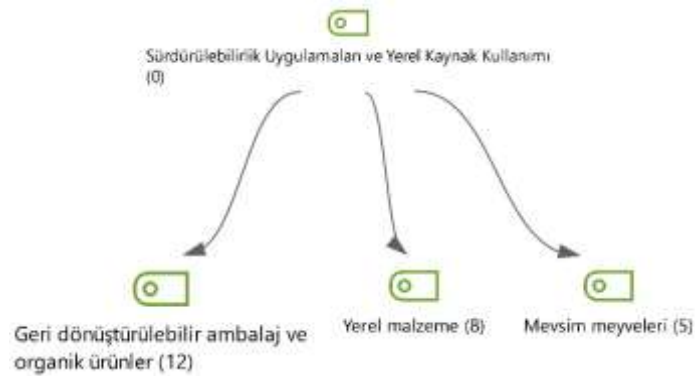 Sürdürülebilirlik Uygulamaları ve Yerel Kaynak Kullanımı
(0)
Geri dönüştürülebilir ambalaj ve
organik ürünler (12)
Yerel malzeme (8)
Mevsim meyveleri (5)